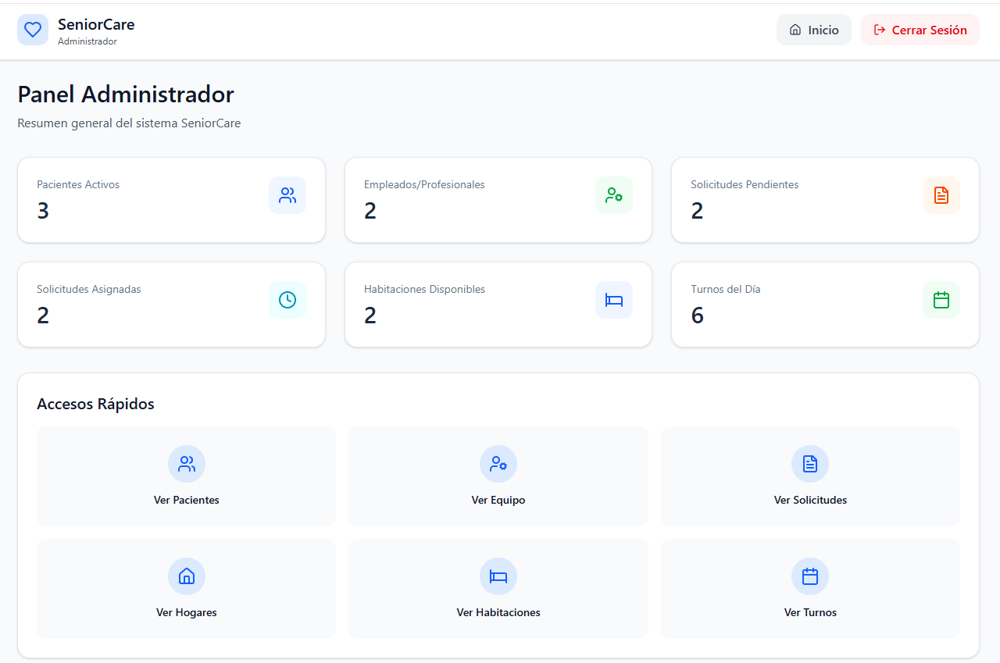 SeniorCare
Administrador
Inicio
Cerrar Sesión
Panel Administrador
Resumen general del sistema SeniorCare
Pacientes Activos
3
Empleados/Profesionales
2
Solicitudes Pendientes
2
Solicitudes Asignadas
2
Habitaciones Disponibles
2
Turnos del Día
6
Accesos Rápidos
Ver Pacientes
Ver Equipo
Ver Solicitudes
Ver Hogares
Ver Habitaciones
Ver Turnos